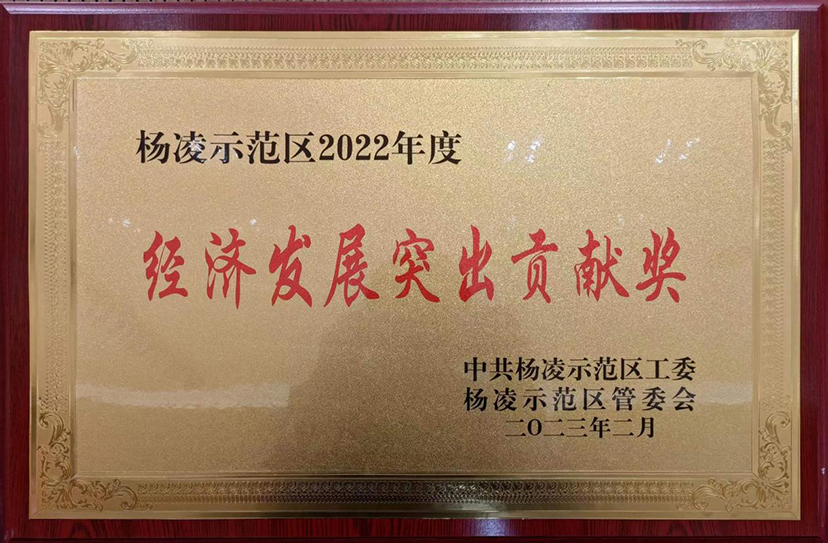 杨凌示范区2022年度
经济发展突出贡献奖
中共杨凌示范区工委
杨凌示范区管委会
二〇二三年二月